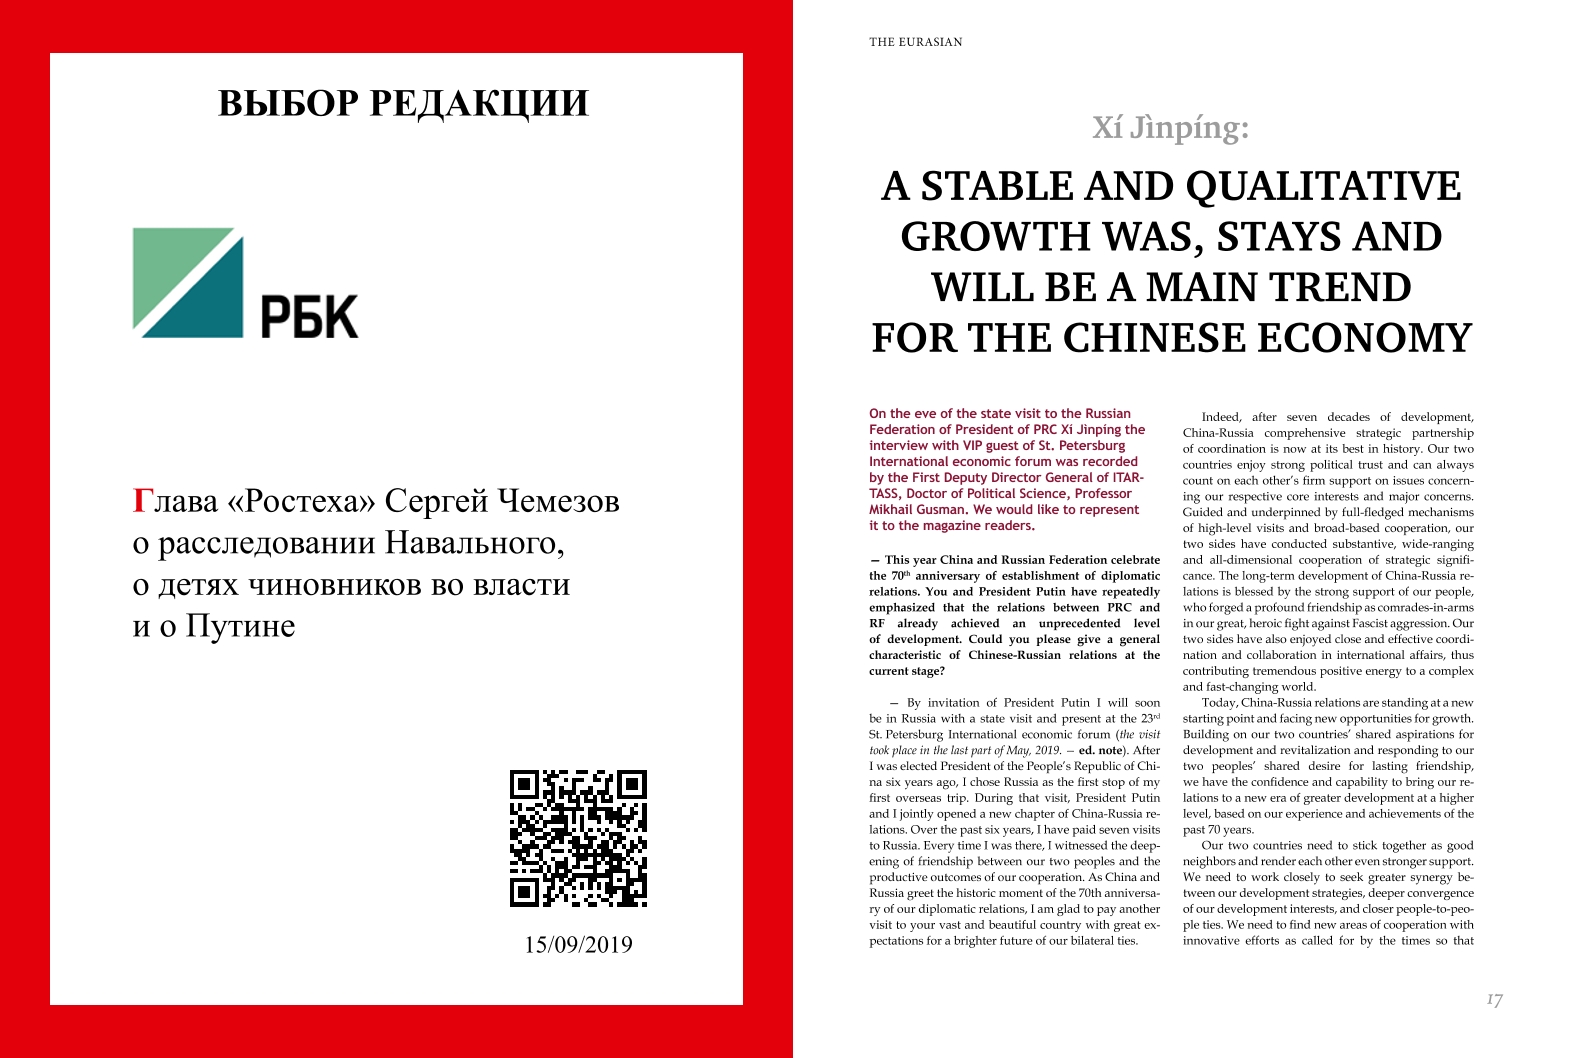 ВЫБОР РЕДАКЦИИ
РБК
Глава «Ростеха» Сергей Чемезов
о расследовании Навального,
о детях чиновников во власти
и о Путине
15/09/2019
THE EURASIAN
Xí Jìnpíng:
A STABLE AND QUALITATIVE
GROWTH WAS, STAYS AND
WILL BE A MAIN TREND
FOR THE CHINESE ECONOMY
On the eve of the state visit to the Russian
Federation of President of PRC Xí Jìnpíng the
interview with VIP guest of St. Petersburg
International economic forum was recorded
by the First Deputy Director General of ITAR-
TASS, Doctor of Political Science, Professor
Mikhail Gusman. We would like to represent
it to the magazine readers.
— This year China and Russian Federation celebrate
the 70th anniversary of establishment of diplomatic
relations. You and President Putin have repeatedly
emphasized that the relations between PRC and
RF already achieved an unprecedented level
of development. Could you please give a general
characteristic of Chinese-Russian relations at the
current stage?
— By invitation of President Putin I will soon
be in Russia with a state visit and present at the 23rd
St. Petersburg International economic forum (the visit
took place in the last part of May, 2019. — ed. note). After
I was elected President of the People’s Republic of Chi-
na six years ago, I chose Russia as the first stop of my
first overseas trip. During that visit, President Putin
and I jointly opened a new chapter of China-Russia re-
lations. Over the past six years, I have paid seven visits
to Russia. Every time I was there, I witnessed the deep-
ening of friendship between our two peoples and the
productive outcomes of our cooperation. As China and
Russia greet the historic moment of the 70th anniversa-
ry of our diplomatic relations, I am glad to pay another
visit to your vast and beautiful country with great ex-
pectations for a brighter future of our bilateral ties.
Indeed, after seven decades of development,
China-Russia comprehensive strategic partnership
of coordination is now at its best in history. Our two
countries enjoy strong political trust and can always
count on each other’s firm support on issues concern-
ing our respective core interests and major concerns.
Guided and underpinned by full-fledged mechanisms
of high-level visits and broad-based cooperation, our
two sides have conducted substantive, wide-ranging
and all-dimensional cooperation of strategic signifi-
cance. The long-term development of China-Russia re-
lations is blessed by the strong support of our people,
who forged a profound friendship as comrades-in-arms
in our great, heroic fight against Fascist aggression. Our
two sides have also enjoyed close and effective coordi-
nation and collaboration in international affairs, thus
contributing tremendous positive energy to a complex
and fast-changing world.
Today, China-Russia relations are standing at a new
starting point and facing new opportunities for growth.
Building on our two countries’ shared aspirations for
development and revitalization and responding to our
two peoples’ shared desire for lasting friendship,
we have the confidence and capability to bring our re-
lations to a new era of greater development at a higher
level, based on our experience and achievements of the
past 70 years.
Our two countries need to stick together as good
neighbors and render each other even stronger support.
We need to work closely to seek greater synergy be-
tween our development strategies, deeper convergence
of our development interests, and closer people-to-peo-
ple ties. We need to find new areas of cooperation with
innovative efforts as called for by the times so that
17